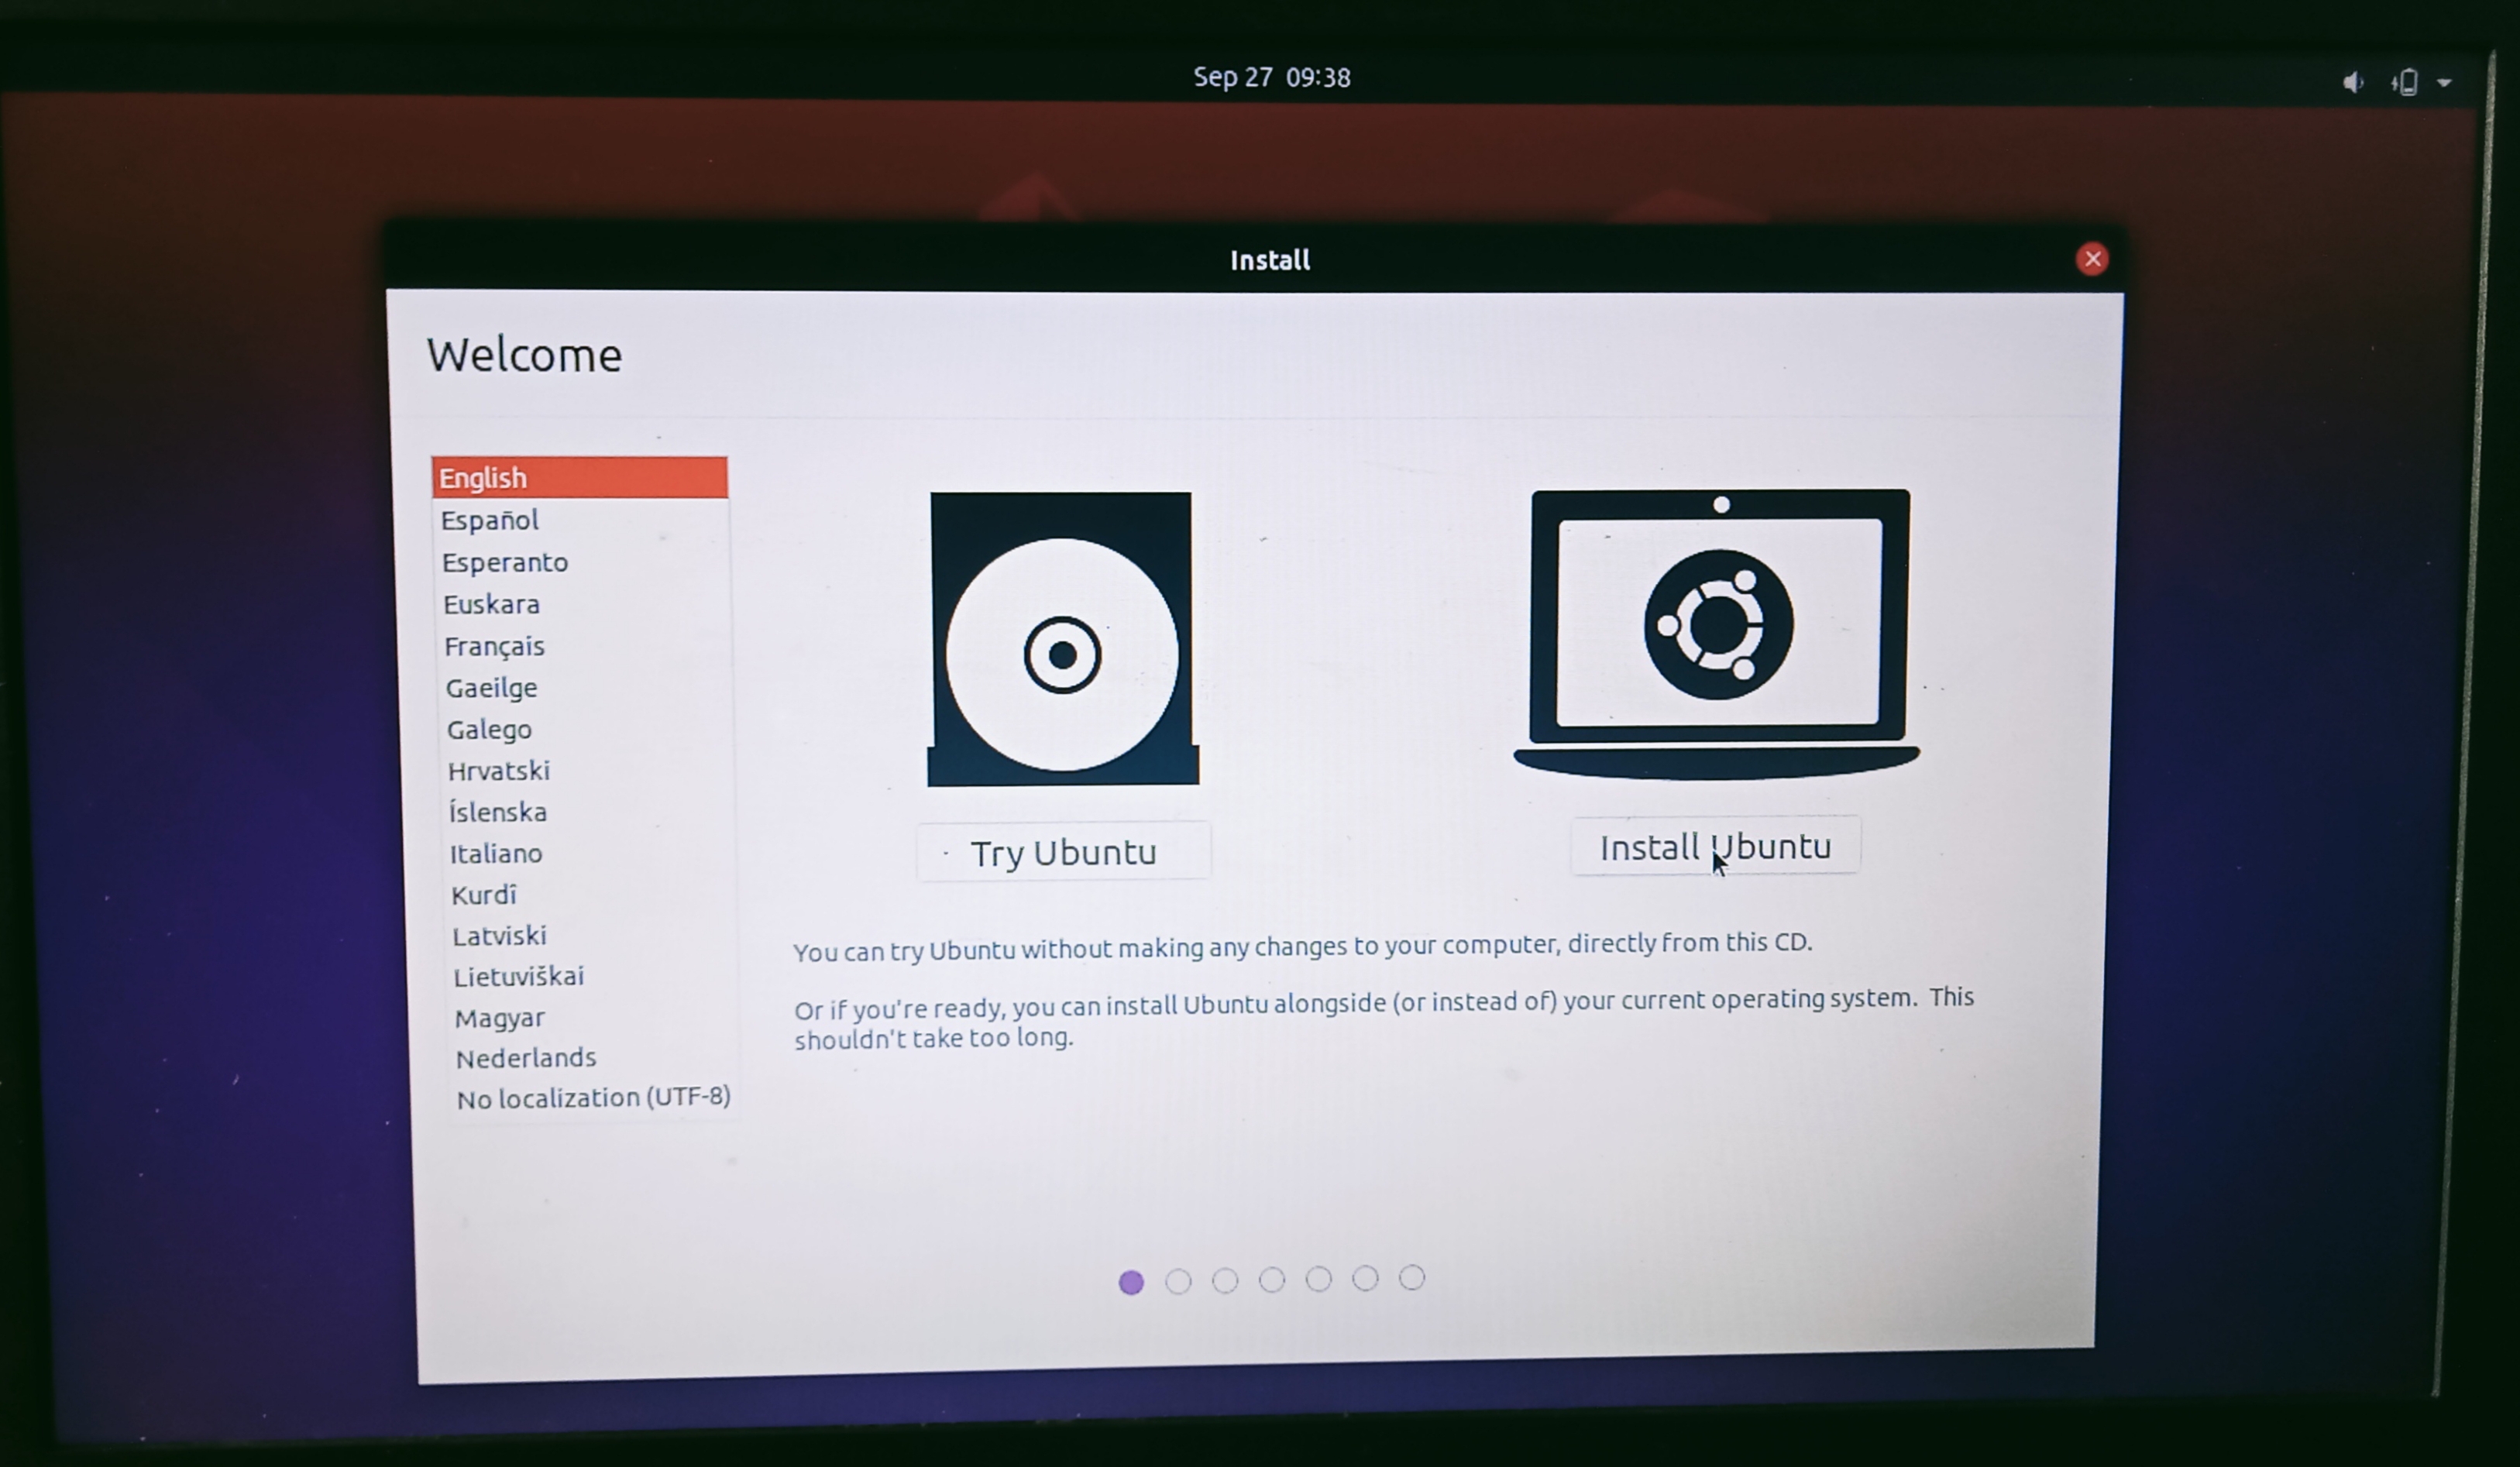 Sep 27 09:38
Install
Welcome
English
Español
Esperanto
Euskara
Français
Gaeilge
Galego
Hrvatski
Íslenska
Italiano
Kurdî
Latviski
Lietuviškai
Magyar
Nederlands
No localization (UTF-8)
Try Ubuntu
Install Ubuntu
You can try Ubuntu without making any changes to your computer, directly from this CD.
Or if you're ready, you can install Ubuntu alongside (or instead of) your current operating system. This
shouldn't take too long.